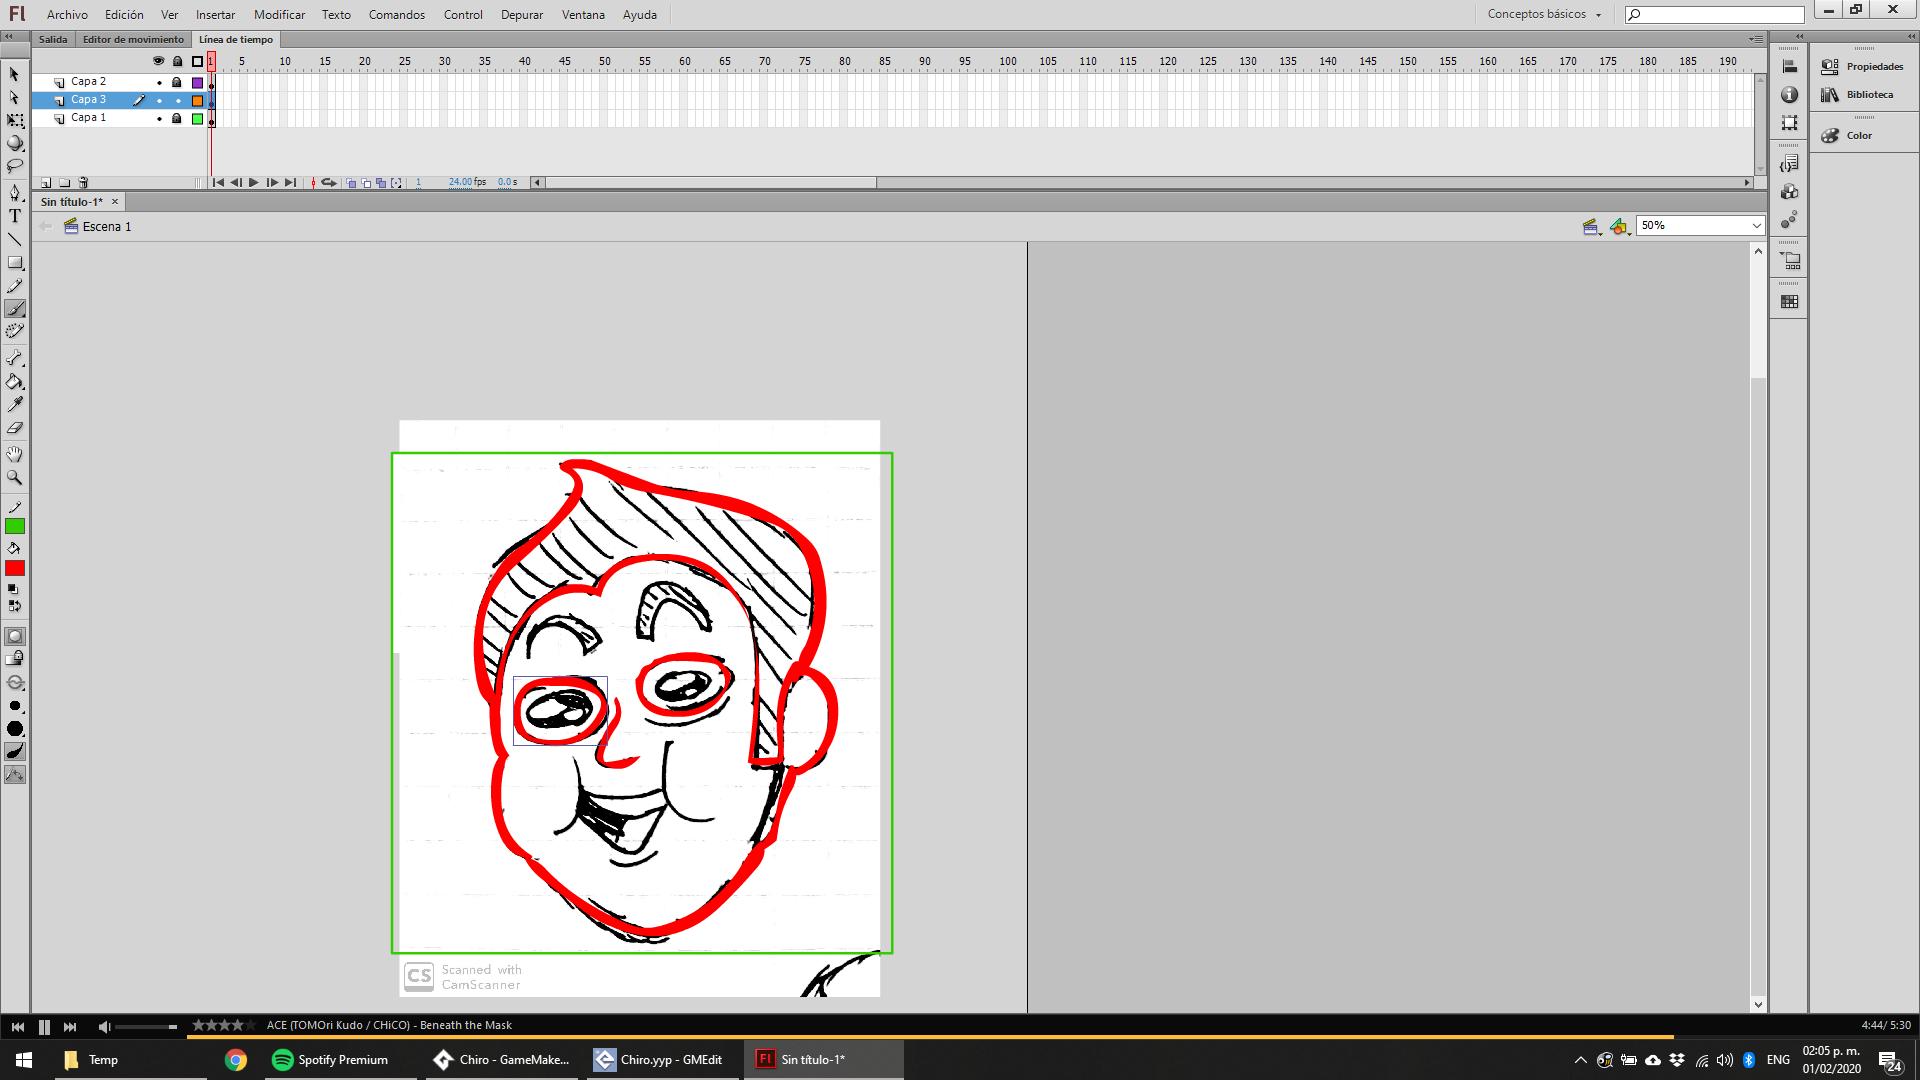 Fl Archivo Edición Ver Insertar Modificar Texto Comandos Control Depurar Ventana Ayuda Conceptos básicos
Salida Editor de movimiento Línea de tiempo
1 5 10 15 20 25 30 35 40 45 50 55 60 65 70 75 80 85 90 95 100 105 110 115 120 125 130 135 140 145 150 155 160 165 170 175 180 185 190
Capa 2
Capa 3
Capa 1
1 24.00 fps 0.0 s
Propiedades
Biblioteca
Color
Sin título-1*
Escena 1
50%
T
CS Scanned with
CamScanner
ACE (TOMOri Kudo / CHiCO) - Beneath the Mask 4:44/ 5:30
Temp Spotify Premium Chiro - GameMake... Chiro.yyp - GMEdit Fl Sin título-1* ENG 02:05 p. m.
01/02/2020 24